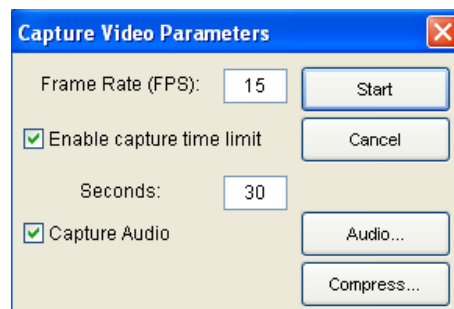 Capture Video Parameters
Frame Rate (FPS): 15 Start
Enable capture time limit Cancel
Seconds: 30
Capture Audio Audio...
Compress...